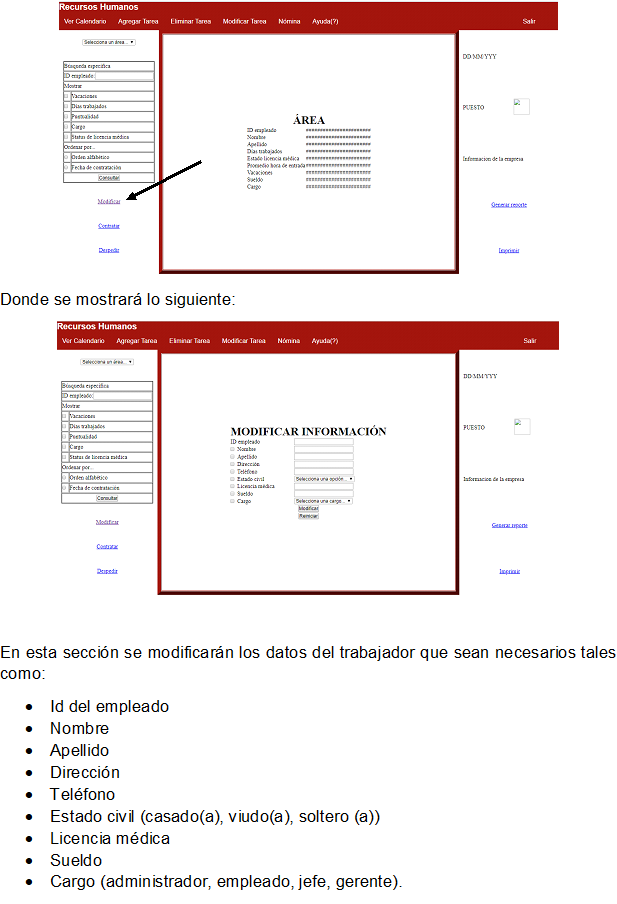 Recursos Humanos
Ver Calendario Agregar Tarea Eliminar Tarea Modificar Tarea Nómina Ayuda(?) Salir
Selecciona un área...
Búsqueda específica
ID empleado:
Mostrar
Vacaciones
Días trabajados
Puntualidad
Cargo
Status de licencia médica
Ordenar por...
Orden alfabético
Fecha de contratación
Consultar
Modificar
Contratar
Despedir
ÁREA
ID empleado ######################
Nombre ######################
Apellido ######################
Días trabajados ######################
Estado licencia médica ######################
Promedio hora de entrada ######################
Vacaciones ######################
Sueldo ######################
Cargo ######################
DD/MM/YYY
PUESTO
Informacion de la empresa
Generar reporte
Imprimir
Donde se mostrará lo siguiente:
Recursos Humanos
Ver Calendario Agregar Tarea Eliminar Tarea Modificar Tarea Nómina Ayuda(?) Salir
Selecciona un área...
Búsqueda específica
ID empleado:
Mostrar
Vacaciones
Días trabajados
Puntualidad
Cargo
Status de licencia médica
Ordenar por...
Orden alfabético
Fecha de contratación
Consultar
Modificar
Contratar
Despedir
MODIFICAR INFORMACIÓN
ID empleado
Nombre
Apellido
Dirección
Teléfono
Estado civil Selecciona una opción...
Licencia médica
Sueldo
Cargo Selecciona una cargo...
Modificar
Reiniciar
DD/MM/YYY
PUESTO
Informacion de la empresa
Generar reporte
Imprimir
En esta sección se modificarán los datos del trabajador que sean necesarios tales
como:
• Id del empleado
• Nombre
• Apellido
• Dirección
• Teléfono
• Estado civil (casado(a), viudo(a), soltero (a))
• Licencia médica
• Sueldo
• Cargo (administrador, empleado, jefe, gerente).